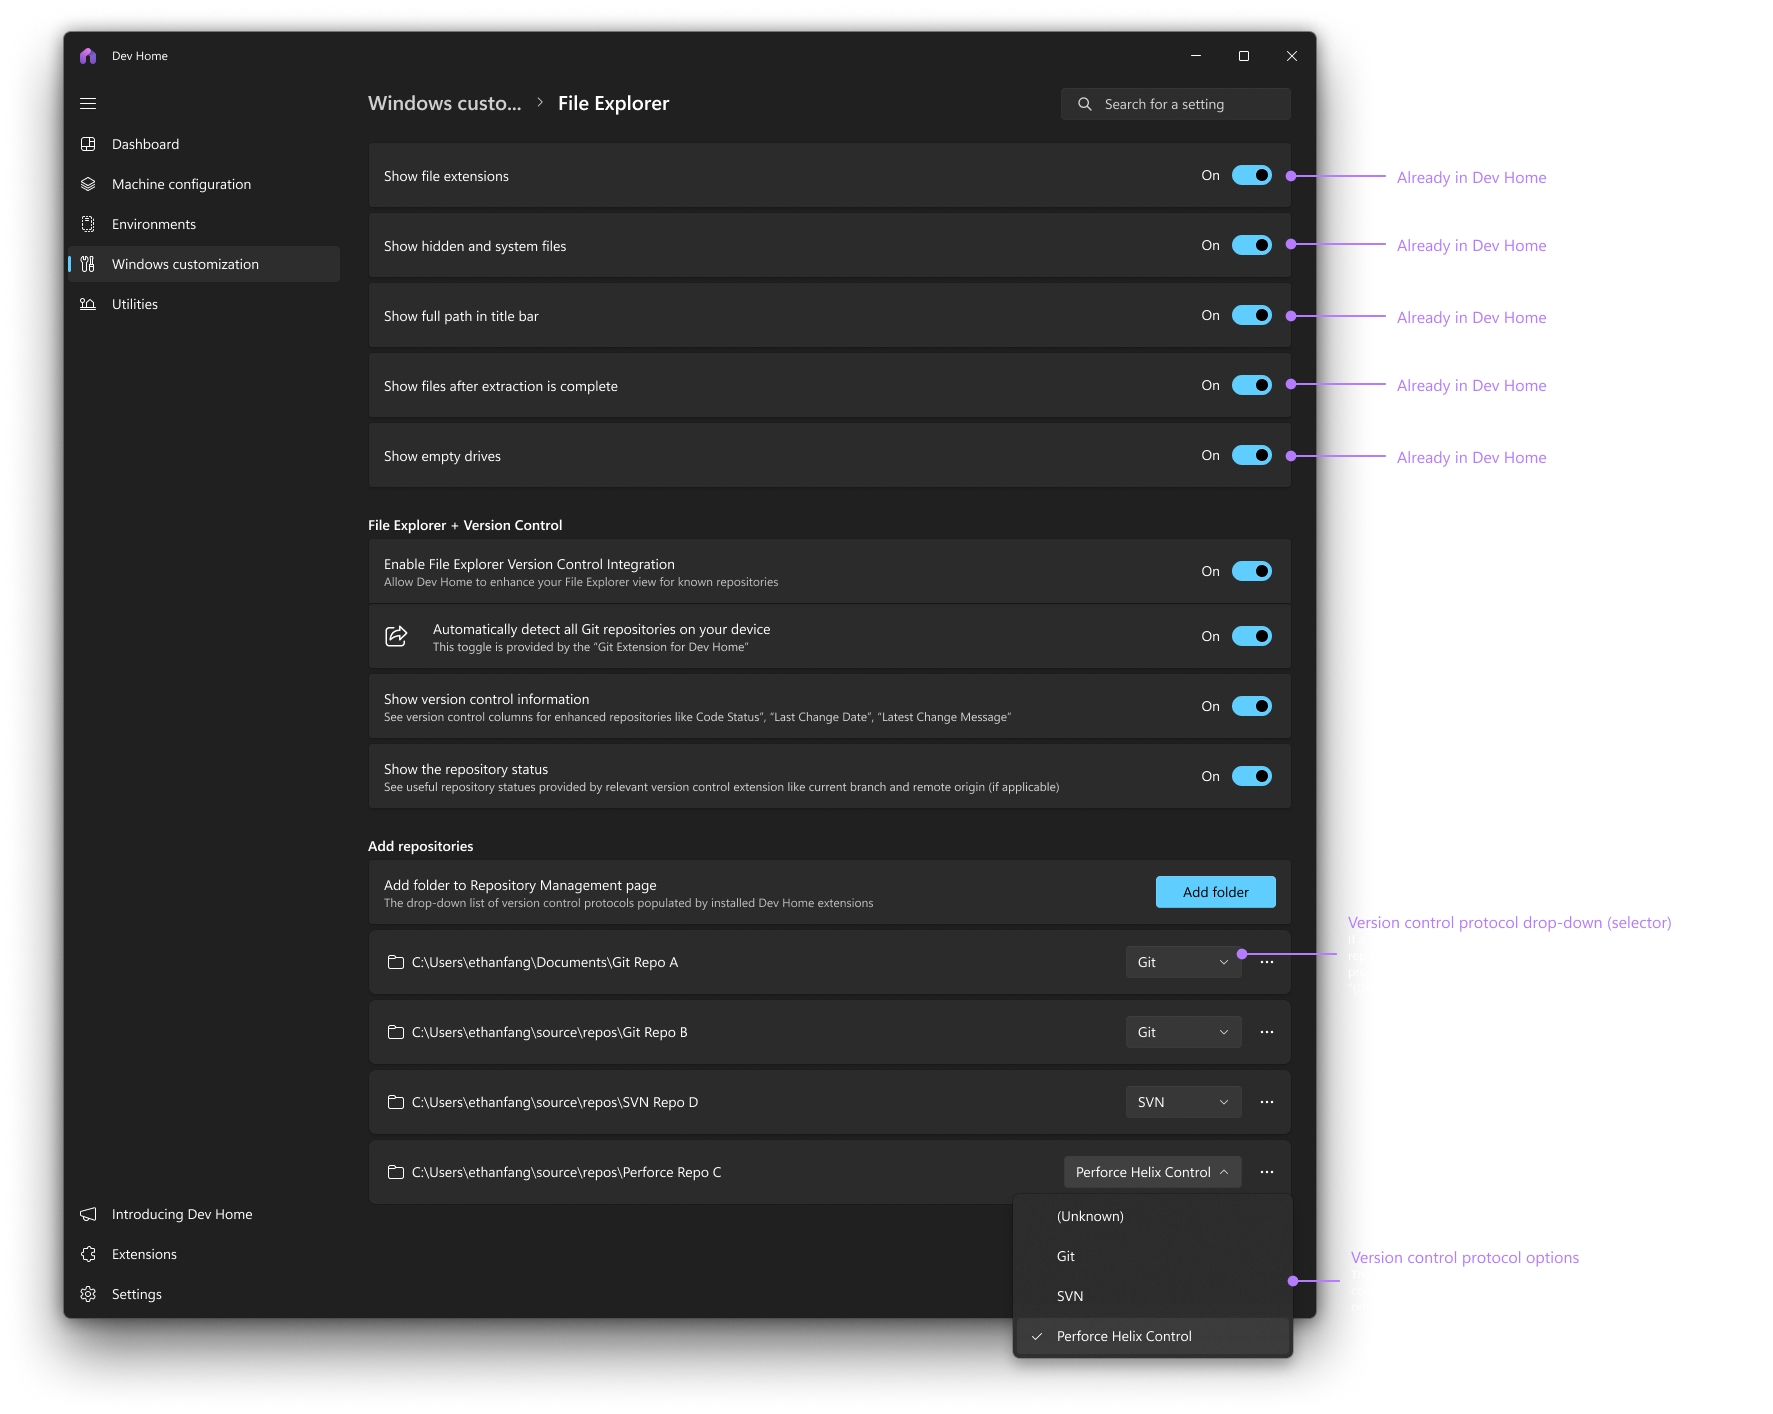 Dev Home
Windows custo... > File Explorer
Search for a setting
Dashboard
Machine configuration
Environments
Windows customization
Utilities
Show file extensions
On
Already in Dev Home
Show hidden and system files
On
Already in Dev Home
Show full path in title bar
On
Already in Dev Home
Show files after extraction is complete
On
Already in Dev Home
Show empty drives
On
Already in Dev Home
File Explorer + Version Control
Enable File Explorer Version Control Integration
Allow Dev Home to enhance your File Explorer view for known repositories
On
Automatically detect all Git repositories on your device
This toggle is provided by the "Git Extension for Dev Home"
On
Show version control information
See version control columns for enhanced repositories like Code Status", "Last Change Date", "Latest Change Message"
On
Show the repository status
See useful repository statues provided by relevant version control extension like current branch and remote origin (if applicable)
On
Add repositories
Add folder to Repository Management page
The drop-down list of version control protocols populated by installed Dev Home extensions
Add folder
Version control protocol drop-down (selector)
C:\Users\ethanfang\Documents\Git Repo A
Git
C:\Users\ethanfang\source\repos\Git Repo B
Git
C:\Users\ethanfang\source\repos\SVN Repo D
SVN
C:\Users\ethanfang\source\repos\Perforce Repo C
Perforce Helix Control
(Unknown)
Git
SVN
Perforce Helix Control
Version control protocol options
Introducing Dev Home
Extensions
Settings